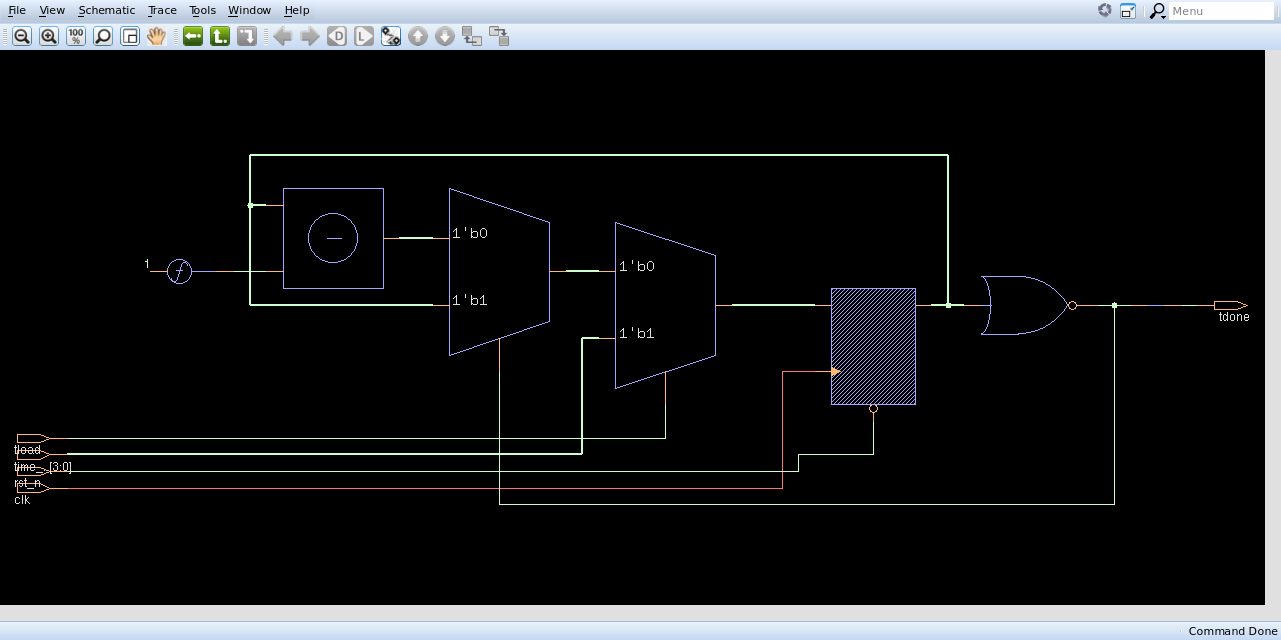 File View Schematic Trace Tools Window Help Menu
100 %
D L
1'b0
1'b0
1
1'b1
1'b1
tdone
tload
time_ [3:0]
rst_n
clk
Command Done